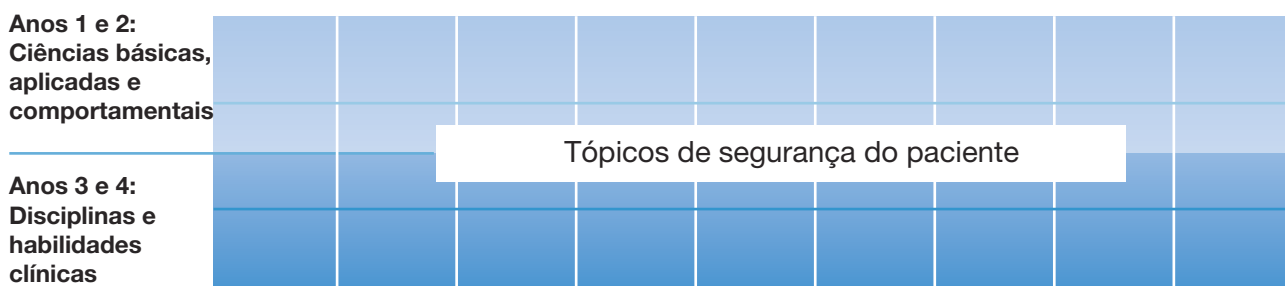 Anos 1 e 2:
Ciências básicas,
aplicadas e
comportamentais
Tópicos de segurança do paciente
Anos 3 e 4:
Disciplinas e
habilidades
clínicas